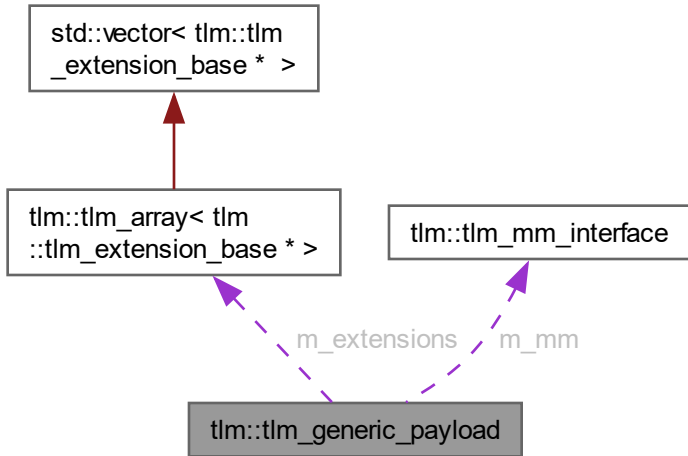 std::vector< tlm::tlm
_extension_base *  >
tlm::tlm_array< tlm
::tlm_extension_base * >
tlm::tlm_mm_interface
m_extensions
m_mm
tlm::tlm_generic_payload